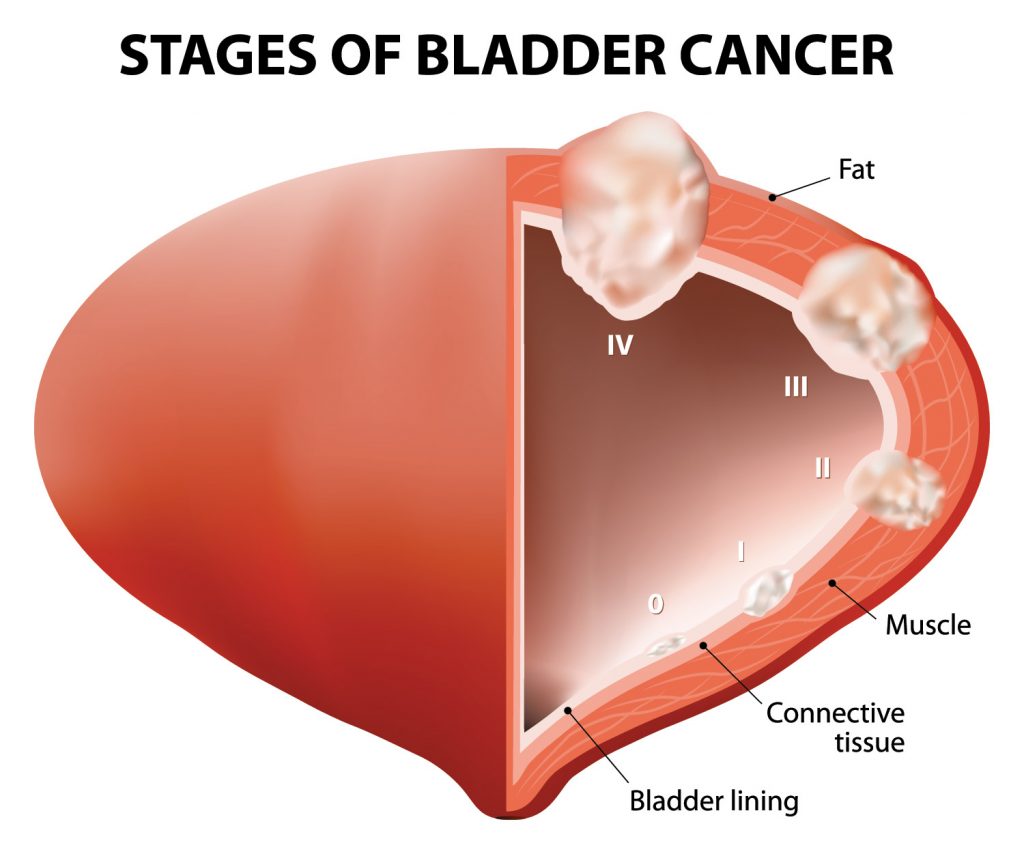 STAGES OF BLADDER CANCER
Fat
IV
III
II
I
0
Muscle
Connective
tissue
Bladder lining